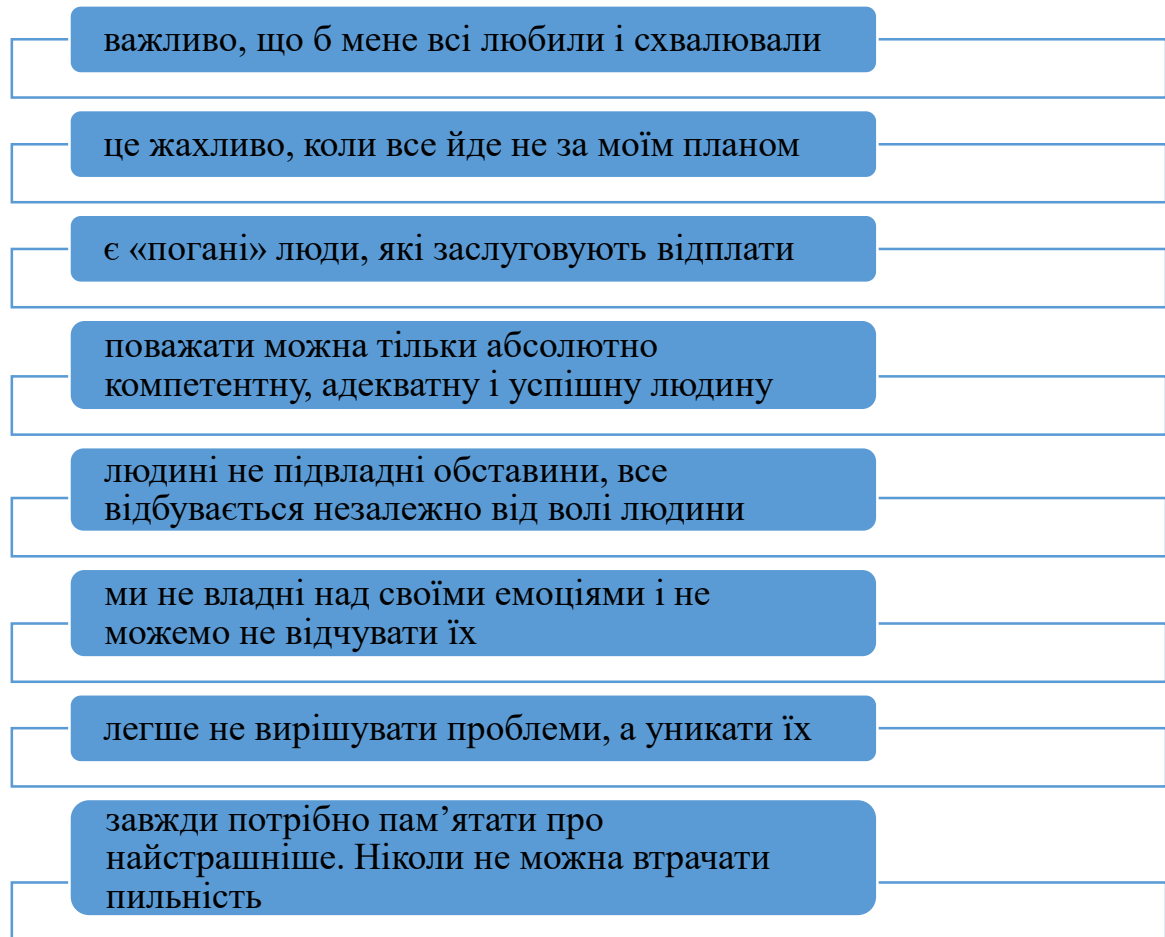 важливо, що б мене всі любили і схвалювали
це жахливо, коли все йде не за моїм планом
є «погані» люди, які заслуговують відплати
поважати можна тільки абсолютно
компетентну, адекватну і успішну людину
людині не підвладні обставини, все
відбувається незалежно від волі людини
ми не владні над своїми емоціями і не
можемо не відчувати їх
легше не вирішувати проблеми, а уникати їх
завжди потрібно пам’ятати про
найстрашніше. Ніколи не можна втрачати
пильність